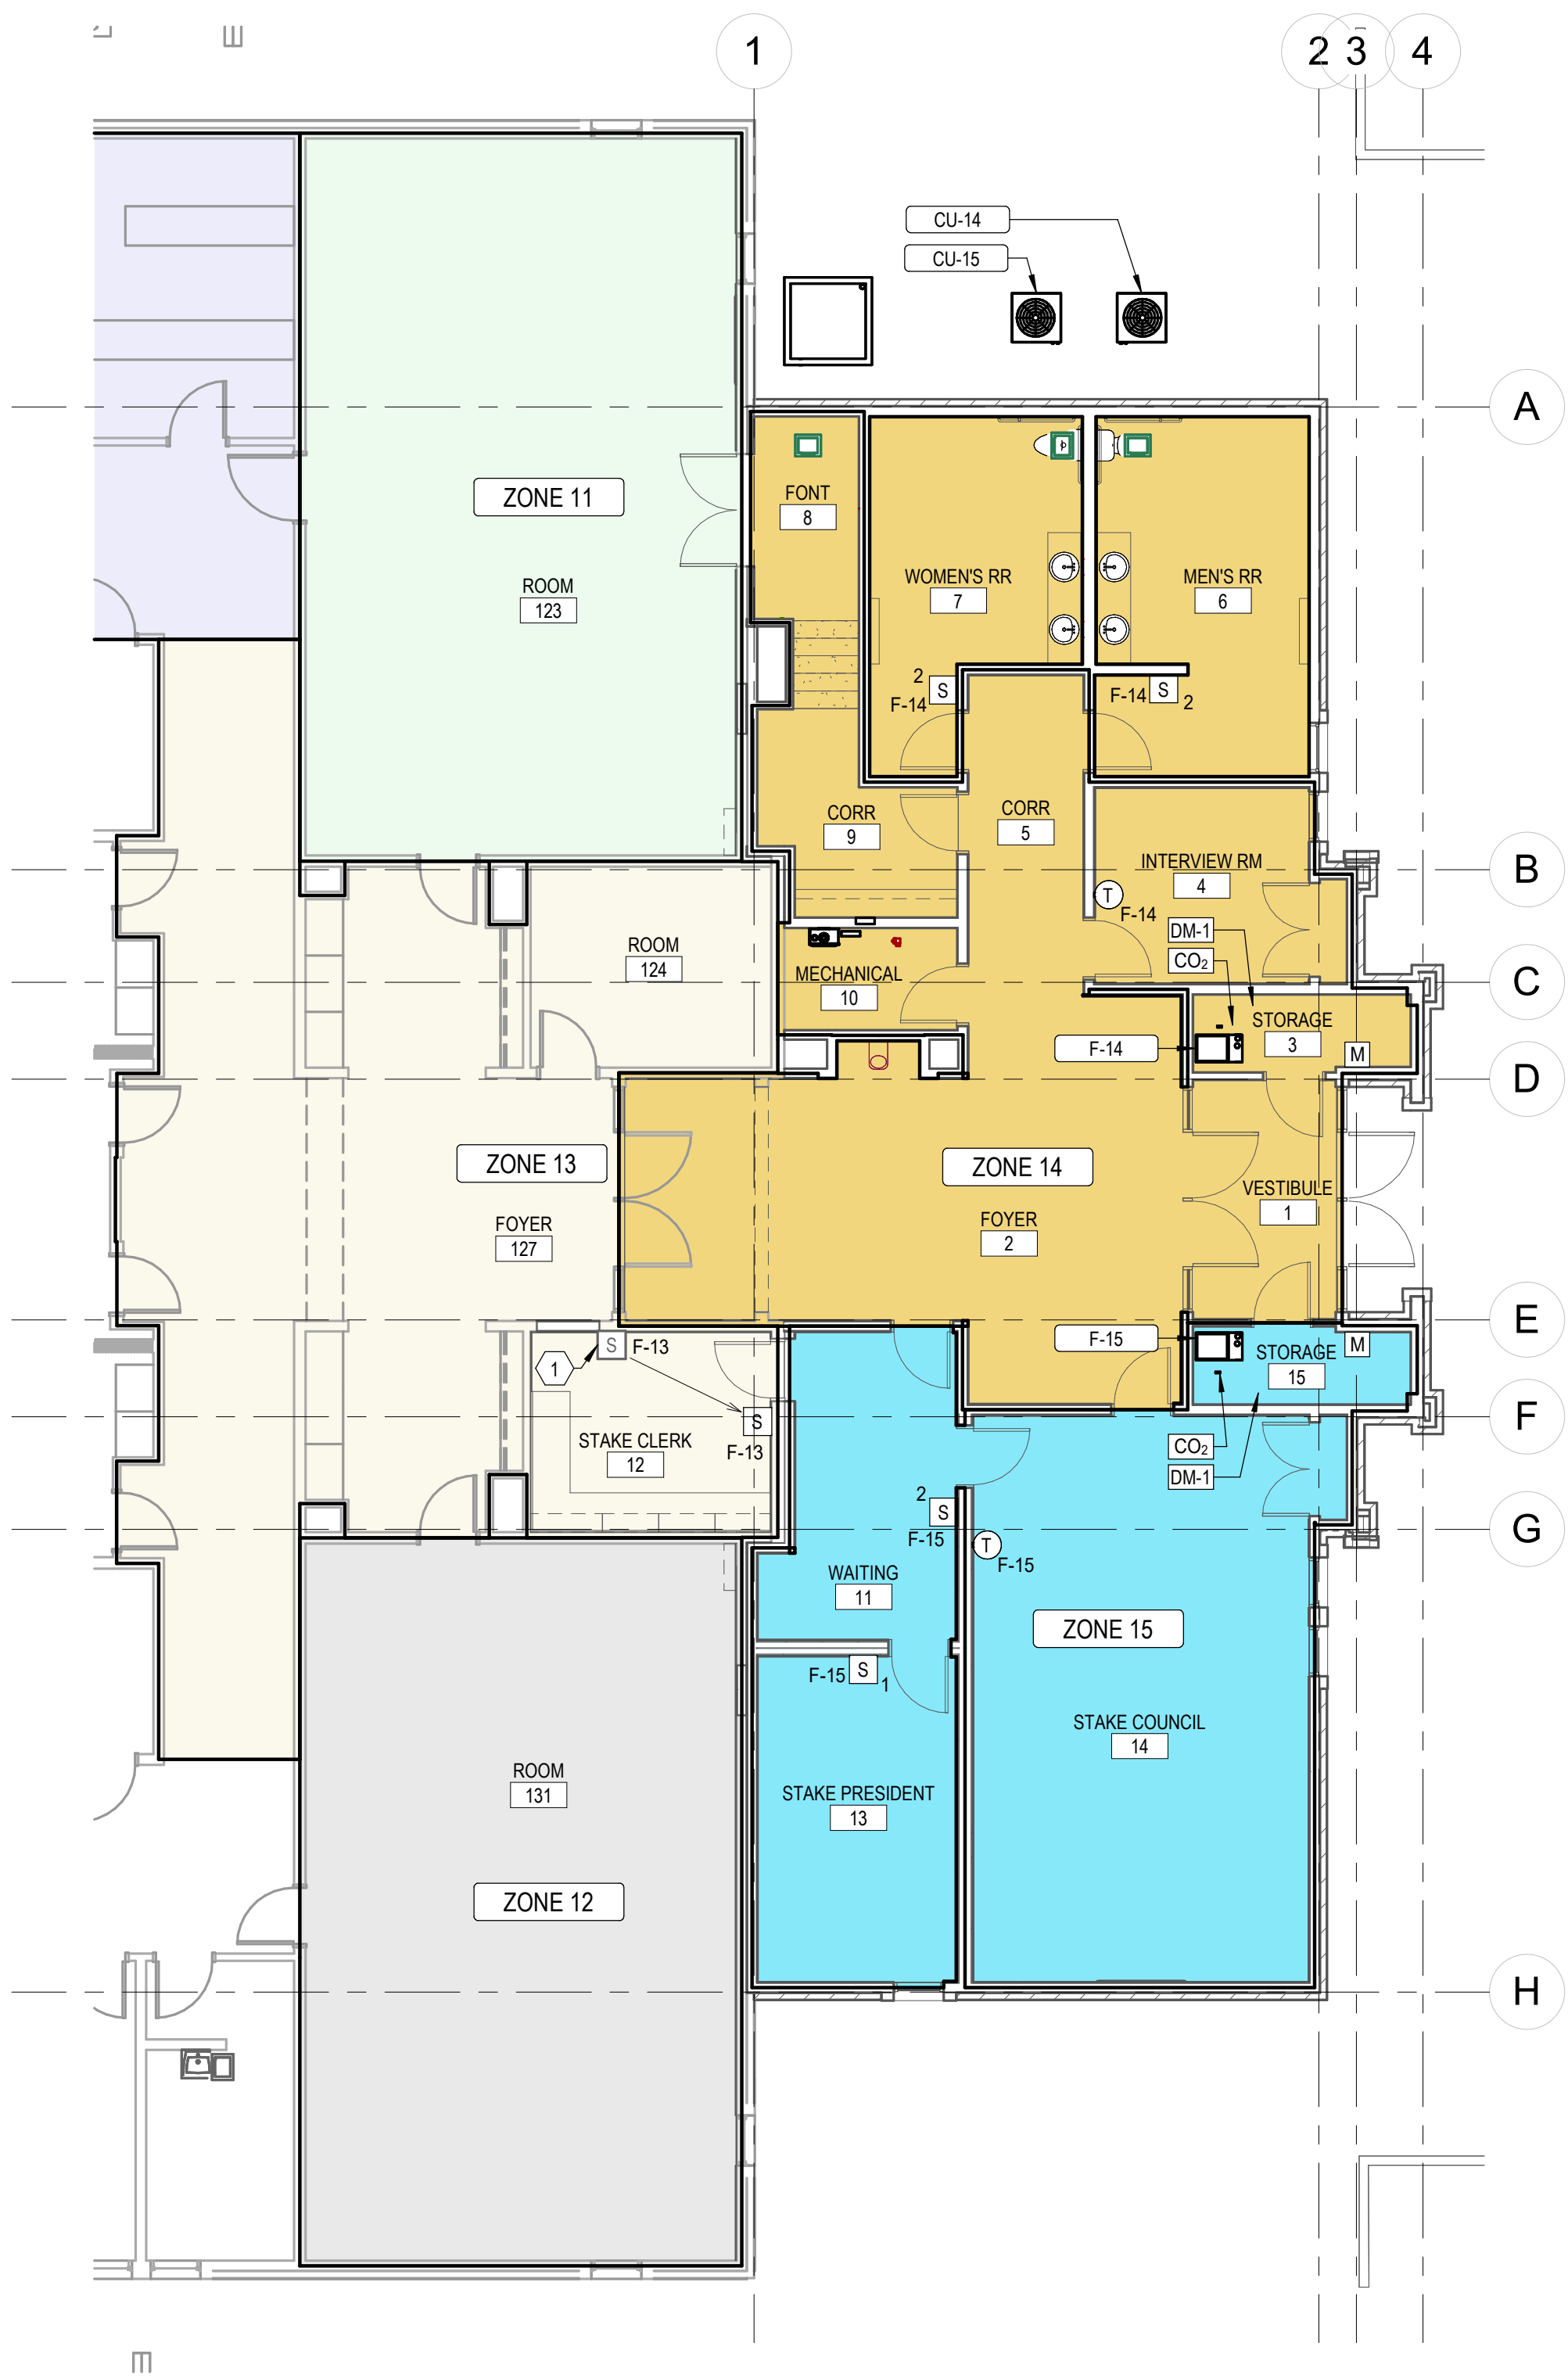 1
2
3
4
CU-14
CU-15
A
ZONE 11
FONT
8
ROOM
123
WOMEN'S RR
7
MEN'S RR
6
2
S
F-14
F-14
S
2
CORR
9
CORR
5
INTERVIEW RM
4
B
T
F-14
DM-1
CO₂
ROOM
124
MECHANICAL
10
C
STORAGE
3
F-14
M
D
ZONE 13
ZONE 14
VESTIBULE
1
FOYER
127
FOYER
2
E
F-15
S
F-13
1
STORAGE
15
M
S
F-13
F
STAKE CLERK
12
CO₂
DM-1
2
S
F-15
G
T
F-15
WAITING
11
ZONE 15
F-15
S
1
STAKE COUNCIL
14
ROOM
131
STAKE PRESIDENT
13
ZONE 12
H